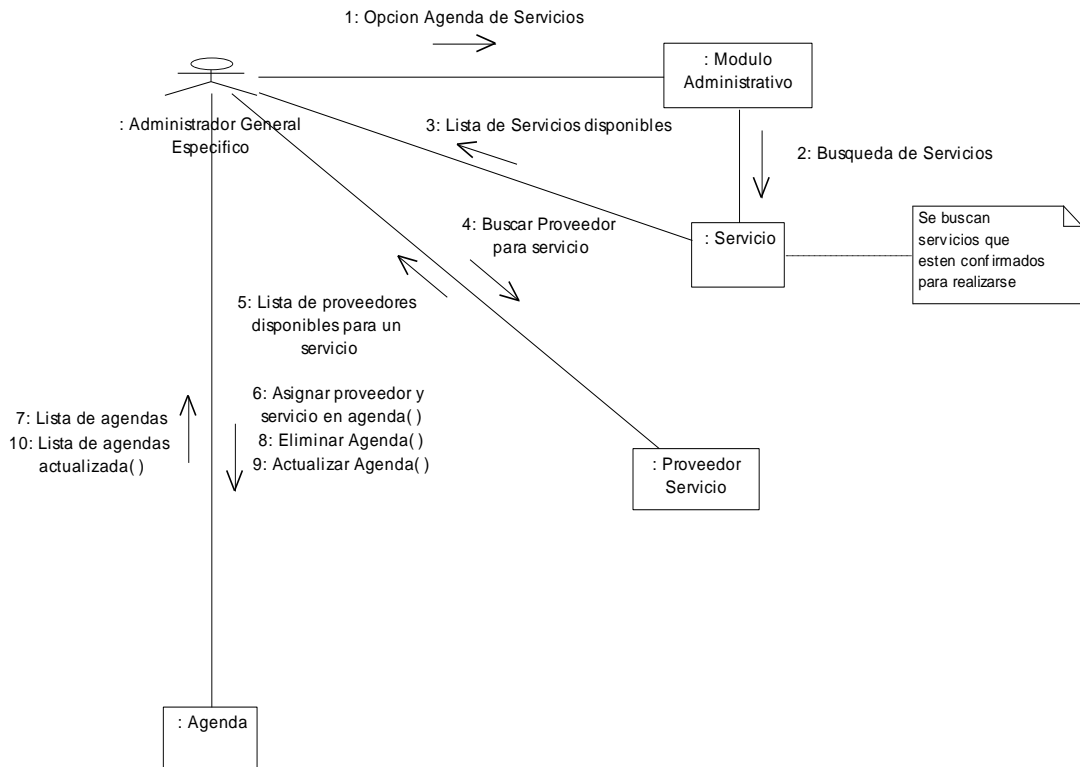 1: Opcion Agenda de Servicios
: Modulo
Administrativo
: Administrador General
Especifico
3: Lista de Servicios disponibles
2: Busqueda de Servicios
4: Buscar Proveedor
para servicio
: Servicio
Se buscan
servicios que
esten confirmados
para realizarse
5: Lista de proveedores
disponibles para un
servicio
6: Asignar proveedor y
servicio en agenda( )
8: Eliminar Agenda( )
9: Actualizar Agenda( )
7: Lista de agendas
10: Lista de agendas
actualizada( )
: Proveedor
Servicio
: Agenda